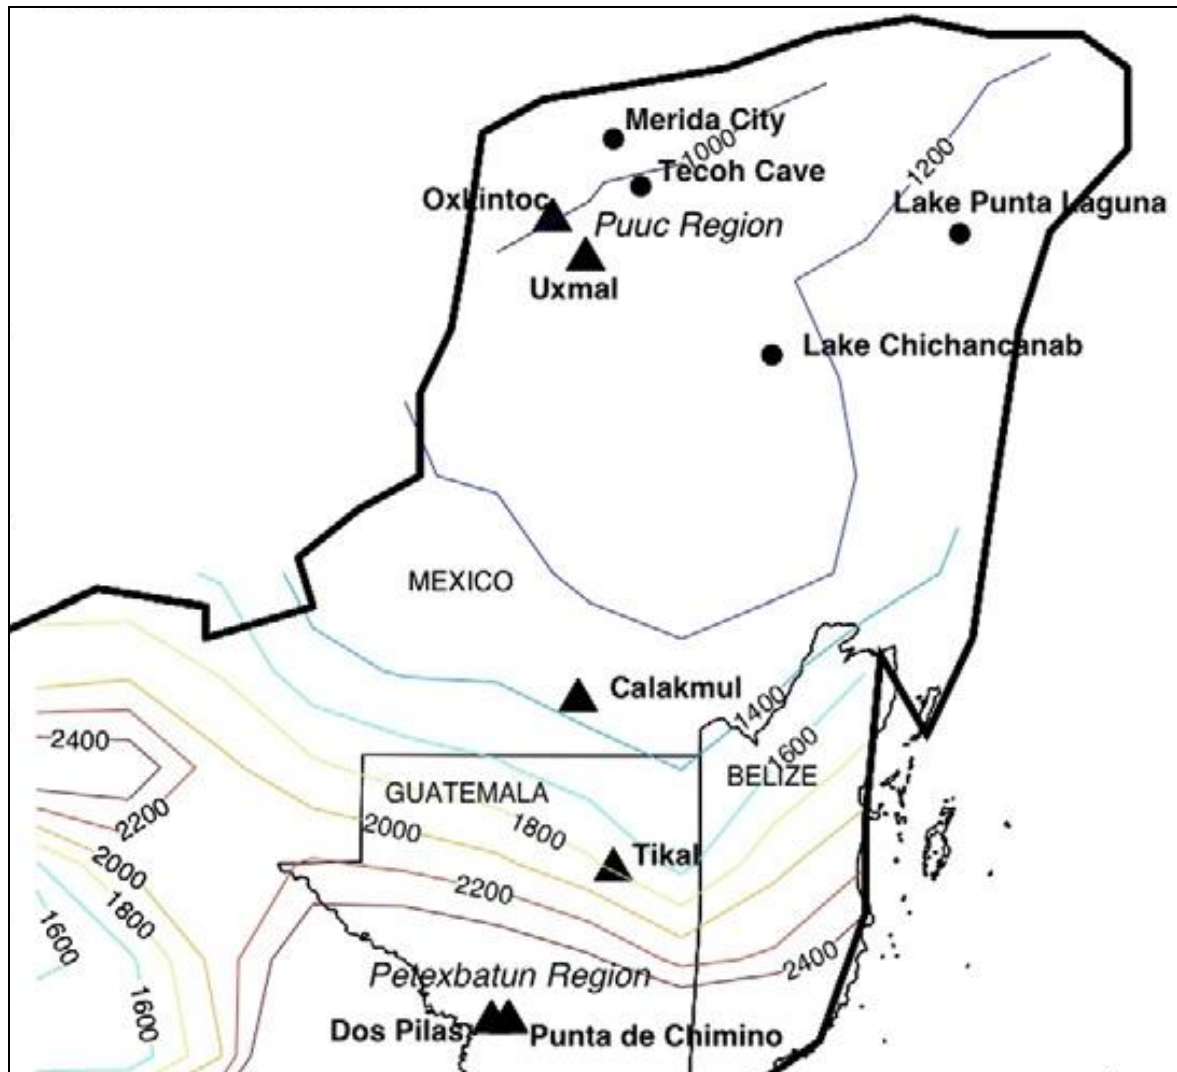 Merida City
1000
Tecoh Cave
1200
Oxkintoc
Lake Punta Laguna
Puuc Region
Uxmal
Lake Chichancanab
MEXICO
Calakmul
1400
2400
1600
BELIZE
GUATEMALA
2200
2000
1800
Tikal
2000
2200
1800
1600
2400
Petexbatun Region
1600
Dos Pilas
Punta de Chimino